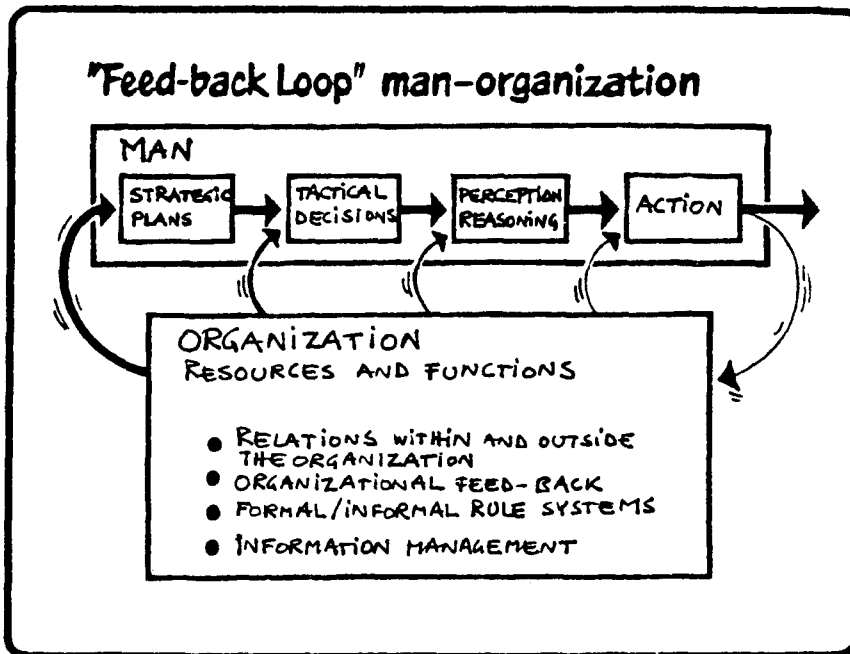 "Feed-back Loop" man-organization
MAN
STRATEGIC
PLANS
TACTICAL
DECISIONS
PERCEPTION
REASONING
ACTION
ORGANIZATION
RESOURCES AND FUNCTIONS
● RELATIONS WITHIN AND OUTSIDE
THE ORGANIZATION
● ORGANIZATIONAL FEED-BACK
● FORMAL/INFORMAL RULE SYSTEMS
● INFORMATION MANAGEMENT